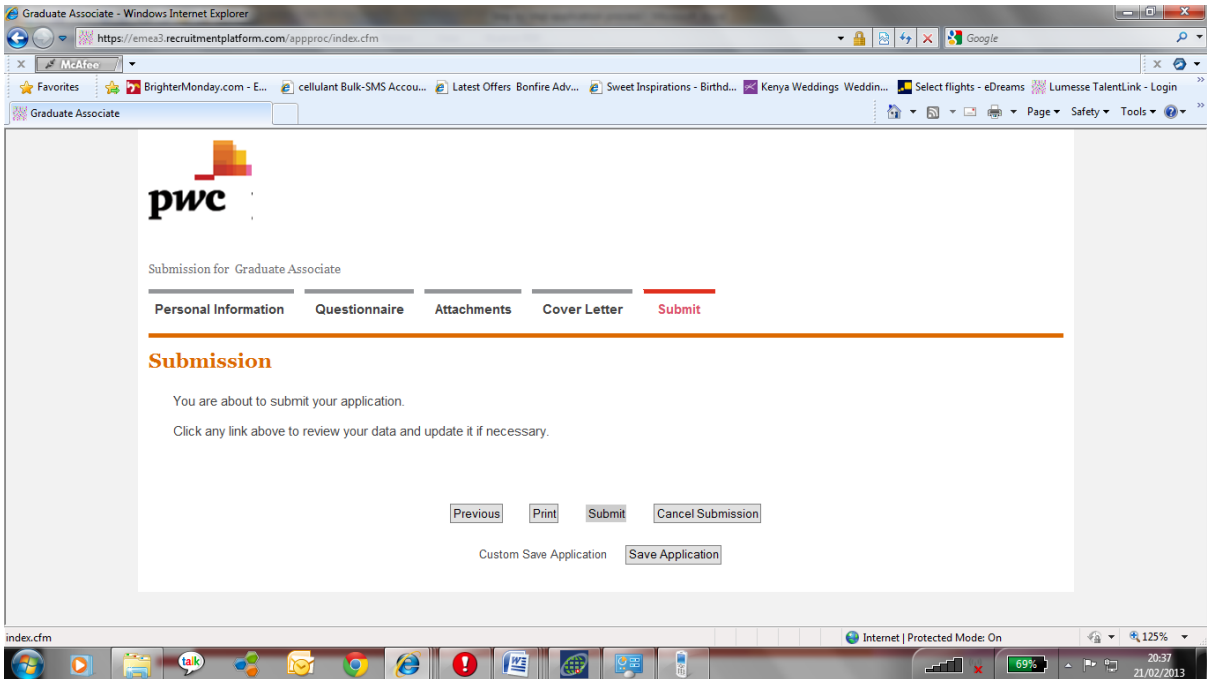 Graduate Associate - Windows Internet Explorer
https://emea3.recruitmentplatform.com/appproc/index.cfm
Google
X McAfee
x
Favorites BrighterMonday.com - E... cellulant Bulk-SMS Accou... Latest Offers Bonfire Adv... Sweet Inspirations - Birthd... Kenya Weddings Weddin... Select flights - eDreams Lumesse TalentLink - Login
Graduate Associate
Page Safety Tools
pwc
Submission for Graduate Associate
Personal Information Questionnaire Attachments Cover Letter Submit
Submission
You are about to submit your application.
Click any link above to review your data and update it if necessary.
Previous Print Submit Cancel Submission
Custom Save Application Save Application
index.cfm
Internet | Protected Mode: On
125%
talk
69%
20:37
21/02/2013